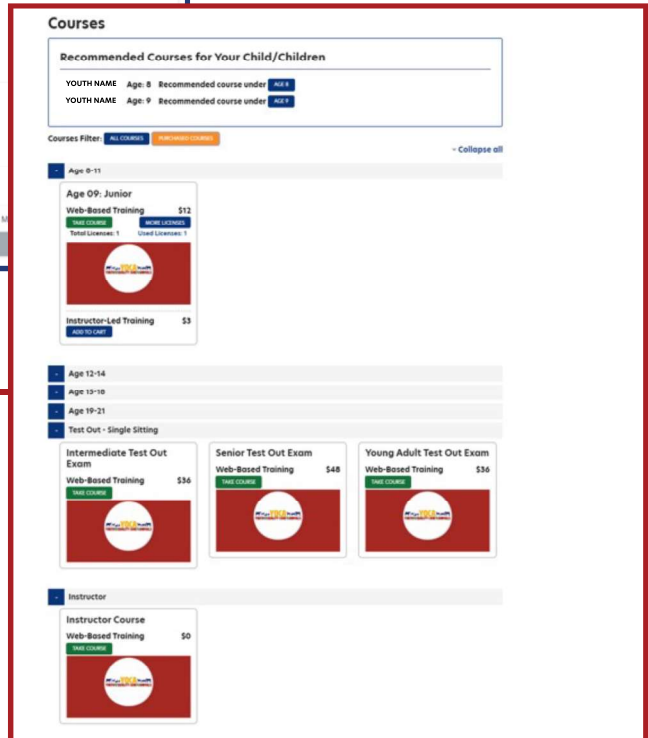 Courses
Recommended Courses for Your Child/Children
YOUTH NAME Age: 8 Recommended course under AGE 8
YOUTH NAME Age: 9 Recommended course under AGE 9
Courses Filter: ALL COURSES PURCHASED COURSES
- Collapse all
- Age 8-11
Age 09: Junior
Web-Based Training $12
TAKE COURSE MORE LICENSES
Total Licenses: 1 Used Licenses: 1
YQCA
Instructor-Led Training $3
ADD TO CART
- Age 12-14
- Age 15-18
- Age 19-21
- Test Out - Single Sitting
Intermediate Test Out Exam
Web-Based Training $36
TAKE COURSE
YQCA
Senior Test Out Exam
Web-Based Training $48
TAKE COURSE
YQCA
Young Adult Test Out Exam
Web-Based Training $36
TAKE COURSE
YQCA
- Instructor
Instructor Course
Web-Based Training $0
TAKE COURSE
YQCA
M